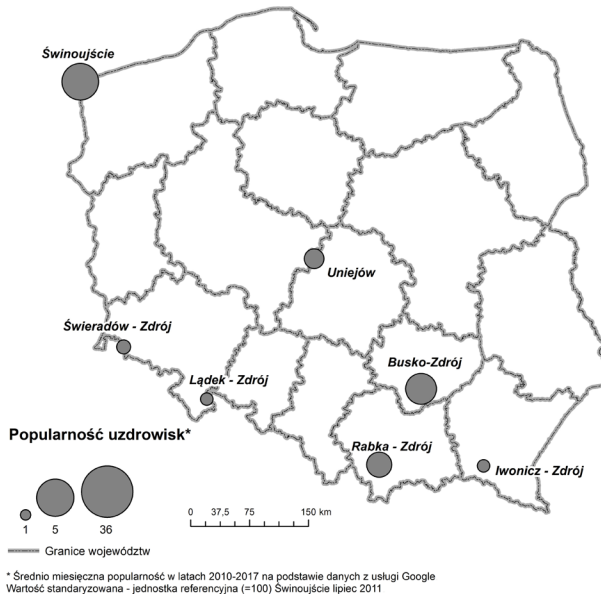 Świnoujście
Uniejów
Świeradów - Zdrój
Lądek - Zdrój
Busko-Zdrój
Rabka - Zdrój
Iwonicz - Zdrój
Popularność uzdrowisk*
1 5 36
0 37,5 75 150 km
Granice województw
* Średnio miesięczna popularność w latach 2010-2017 na podstawie danych z usługi Google
Wartość standaryzowana - jednostka referencyjna (=100) Świnoujście lipiec 2011